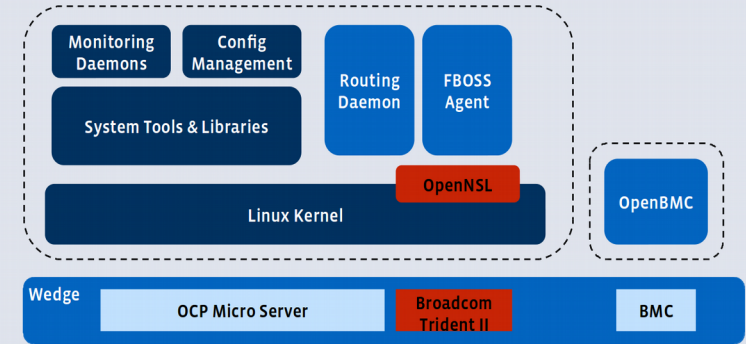 Monitoring
Daemons
Config
Management
Routing
Daemon
FBOSS
Agent
System Tools & Libraries
OpenNSL
Linux Kernel
OpenBMC
Wedge
OCP Micro Server
Broadcom
Trident II
BMC